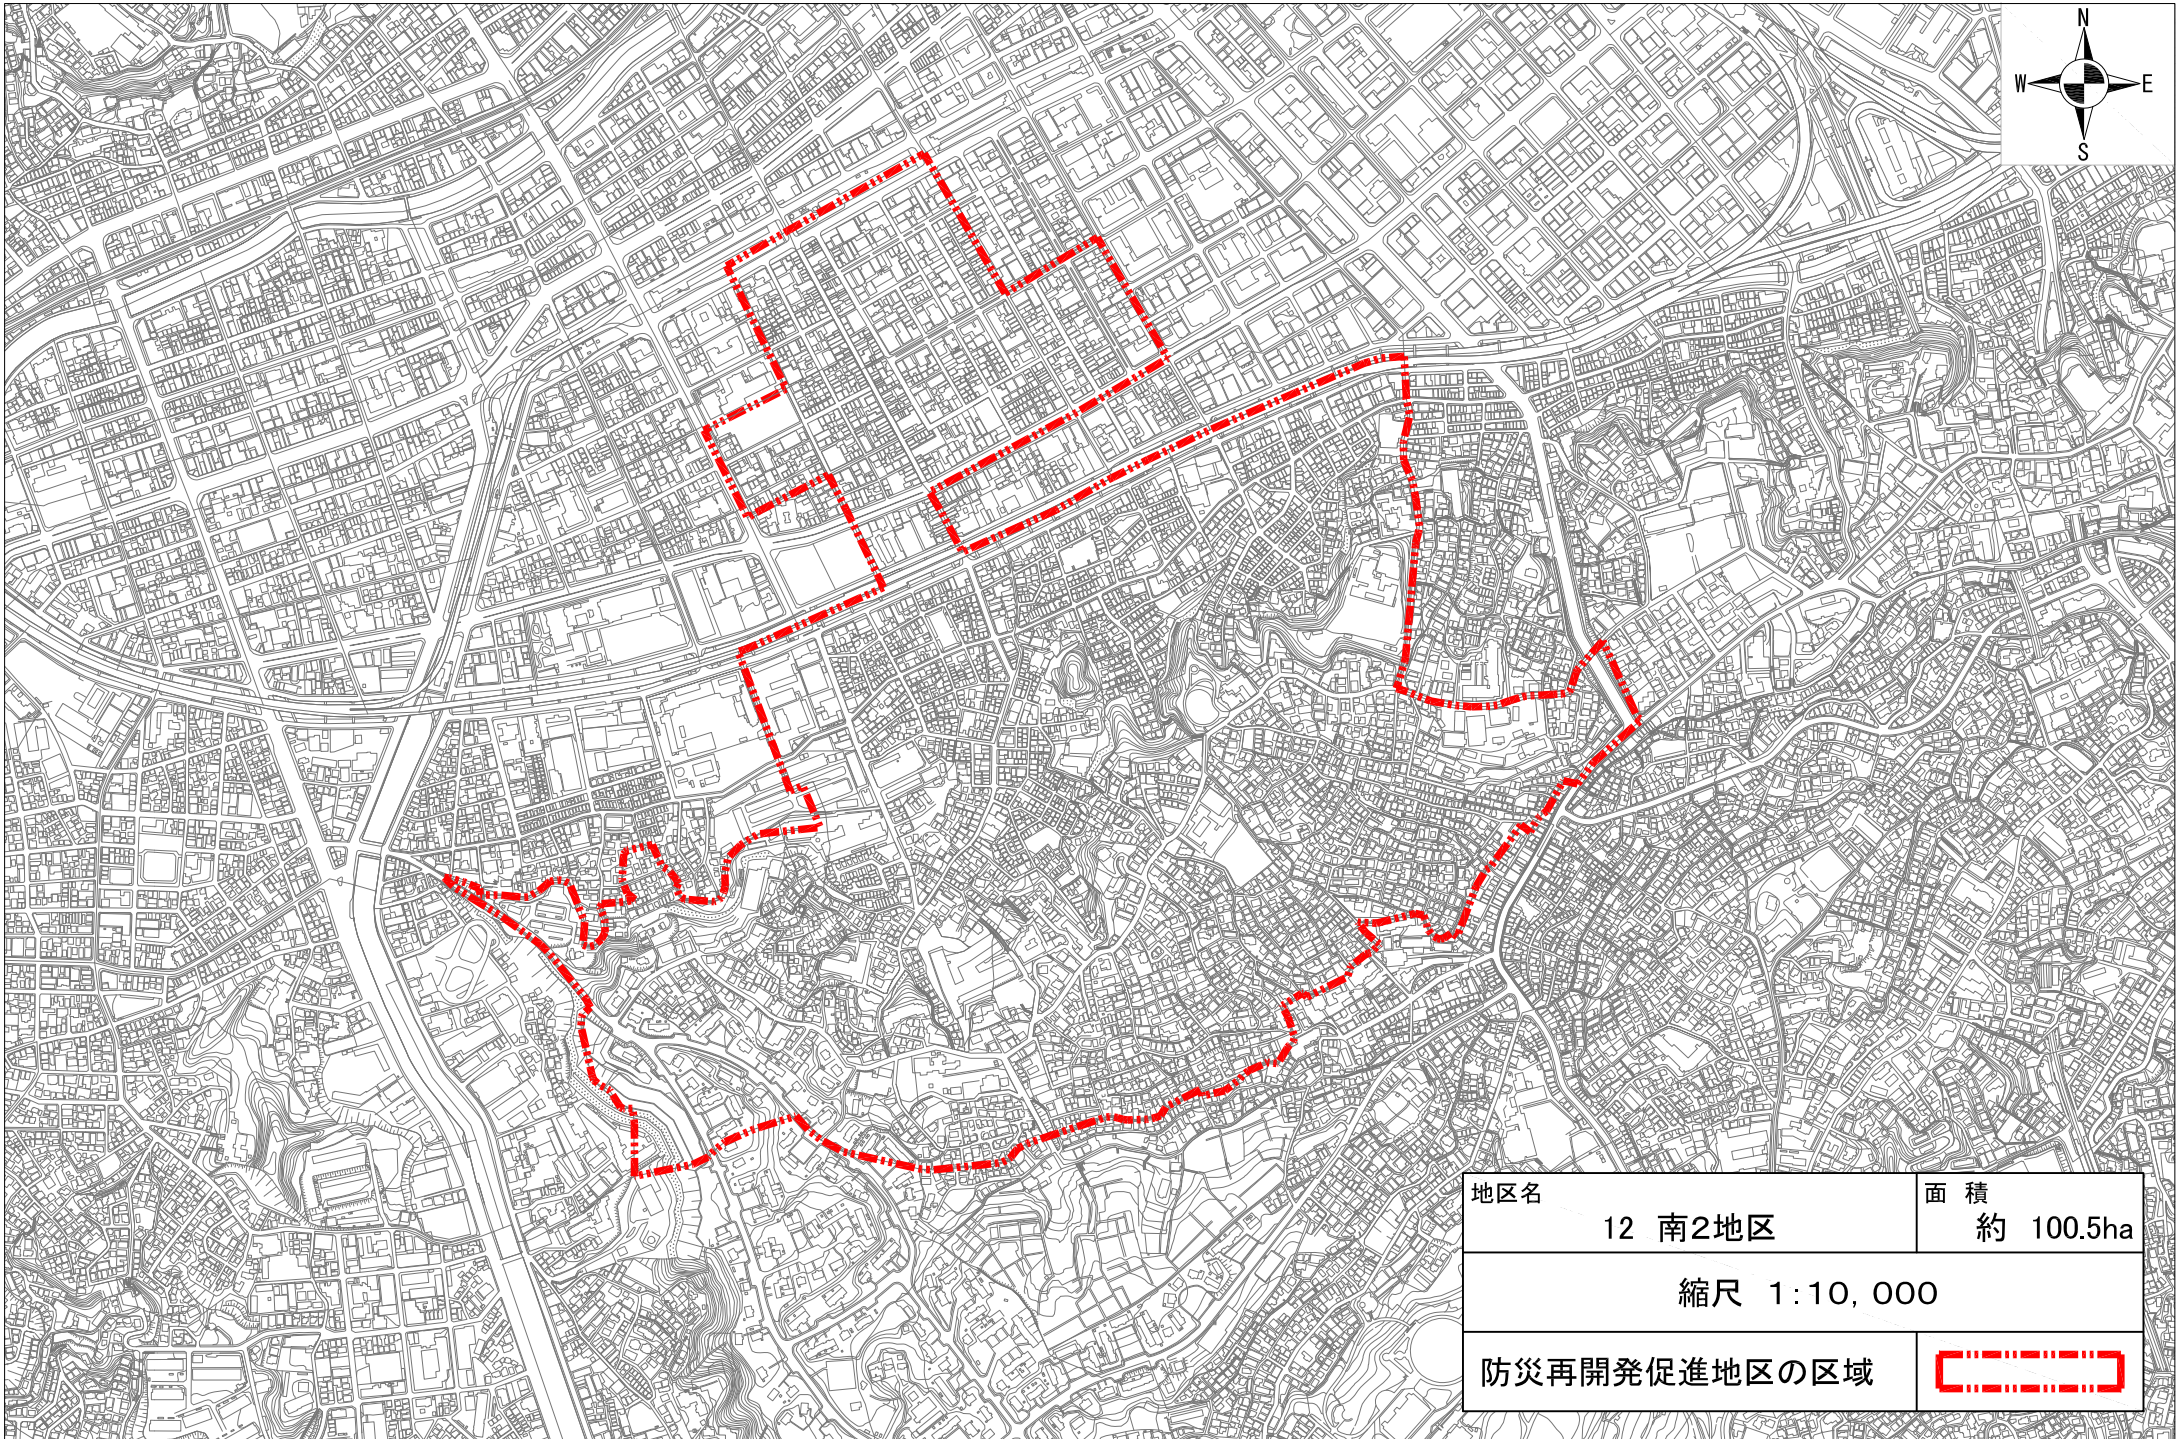 N
W E
S
地区名
12 南2地区
面 積
約 100.5ha
縮尺 1:10,000
防災再開発促進地区の区域